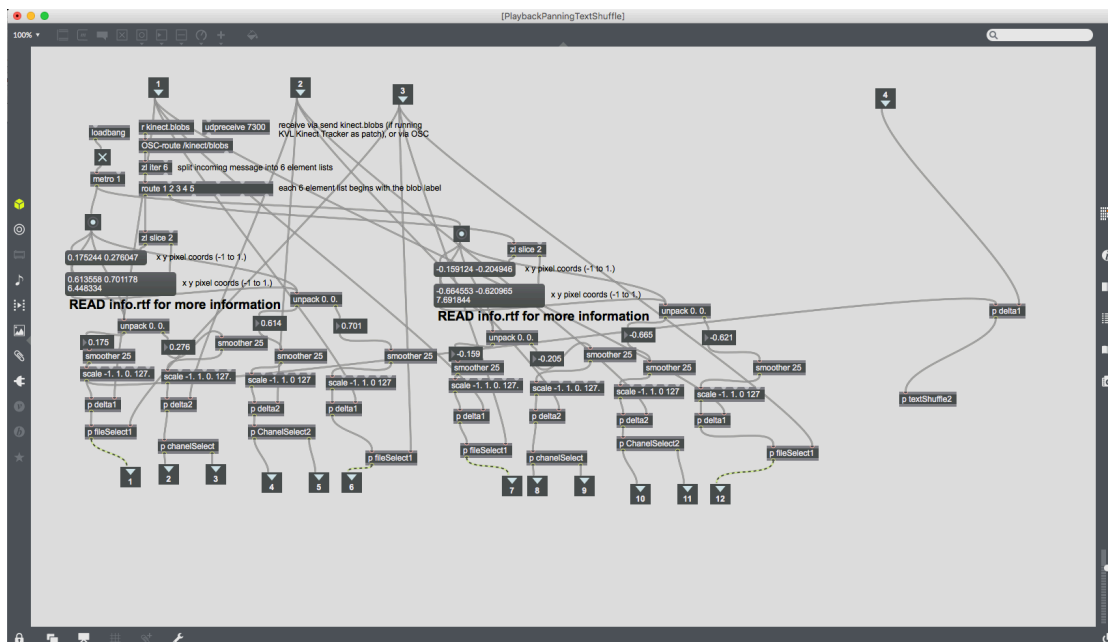 [PlaybackPanningTextShuffle]
100%
1
2
3
4
loadbang
r kinect.blobs
udpreceive 7300
receive via send kinect.blobs (if running
KVL Kinect Tracker as patch), or via OSC
OSC-route /kinect/blobs
zl iter 6
split incoming message into 6 element lists
metro 1
route 1 2 3 4 5
each 6 element list begins with the blob label
zl slice 2
0.175244 0.276047
x y pixel coords (-1 to 1.)
0.613558 0.701178
6.448334
x y pixel coords (-1 to 1.)
READ info.rtf for more information
unpack 0. 0.
unpack 0. 0.
0.614
0.701
0.175
0.276
smoother 25
smoother 25
smoother 25
smoother 25
scale -1. 1. 0. 127.
scale -1. 1. 0. 127.
scale -1. 1. 0 127
scale -1. 1. 0 127.
p delta1
p delta2
p delta2
p delta1
p fileSelect1
p chanelSelect
p ChanelSelect2
p fileSelect1
1
2
3
4
5
6
zl slice 2
-0.159124 -0.204946
x y pixel coords (-1 to 1.)
-0.664553 -0.620965
7.691844
x y pixel coords (-1 to 1.)
READ info.rtf for more information
unpack 0. 0.
unpack 0. 0.
-0.665
-0.621
-0.159
-0.205
smoother 25
smoother 25
smoother 25
smoother 25
scale -1. 1. 0. 127.
scale -1. 1. 0. 127.
scale -1. 1. 0 127
scale -1. 1. 0 127.
p delta1
p delta2
p delta2
p delta1
p fileSelect1
p chanelSelect
p ChanelSelect2
p fileSelect1
7
8
9
10
11
12
p delta1
p textShuffle2